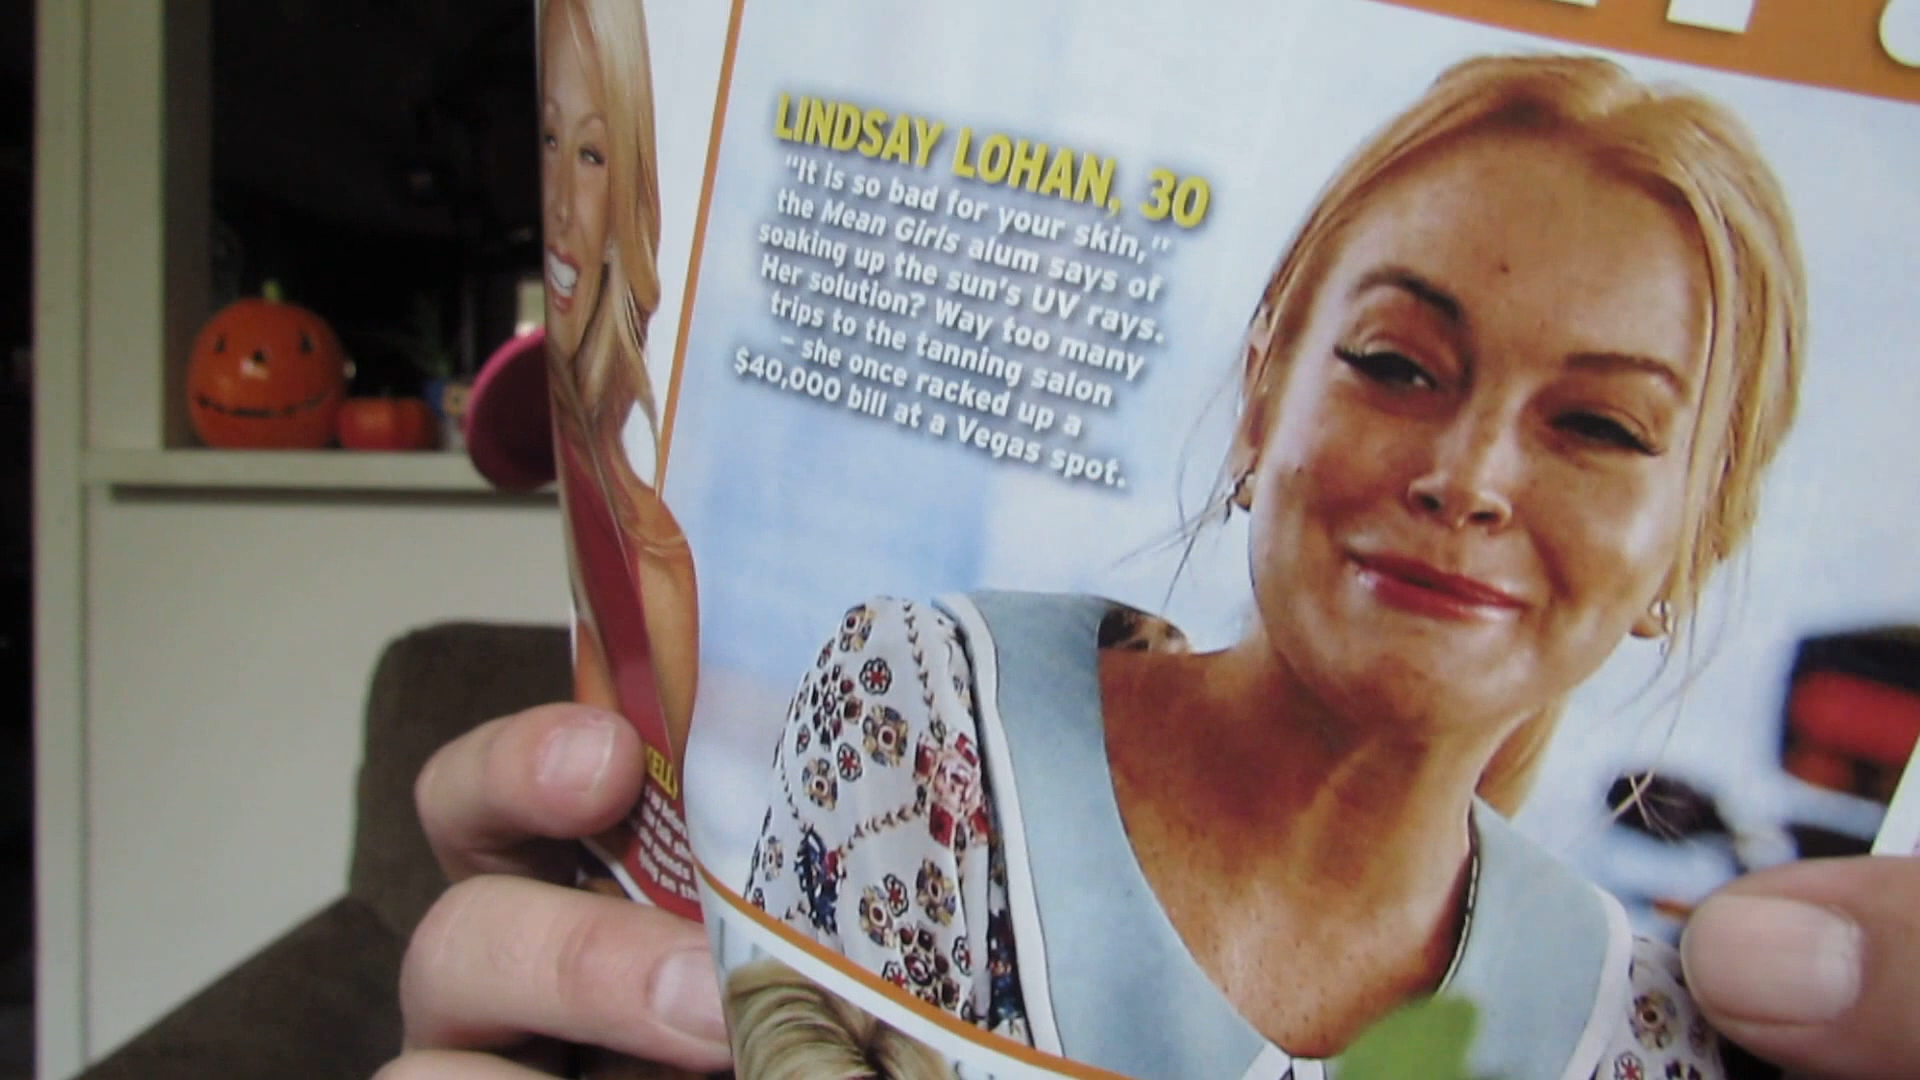 LINDSAY LOHAN, 30
"It is so bad for your skin,"
the Mean Girls alum says of
soaking up the sun's UV rays.
Her solution? Way too many
trips to the tanning salon
– she once racked up a
$40,000 bill at a Vegas spot.